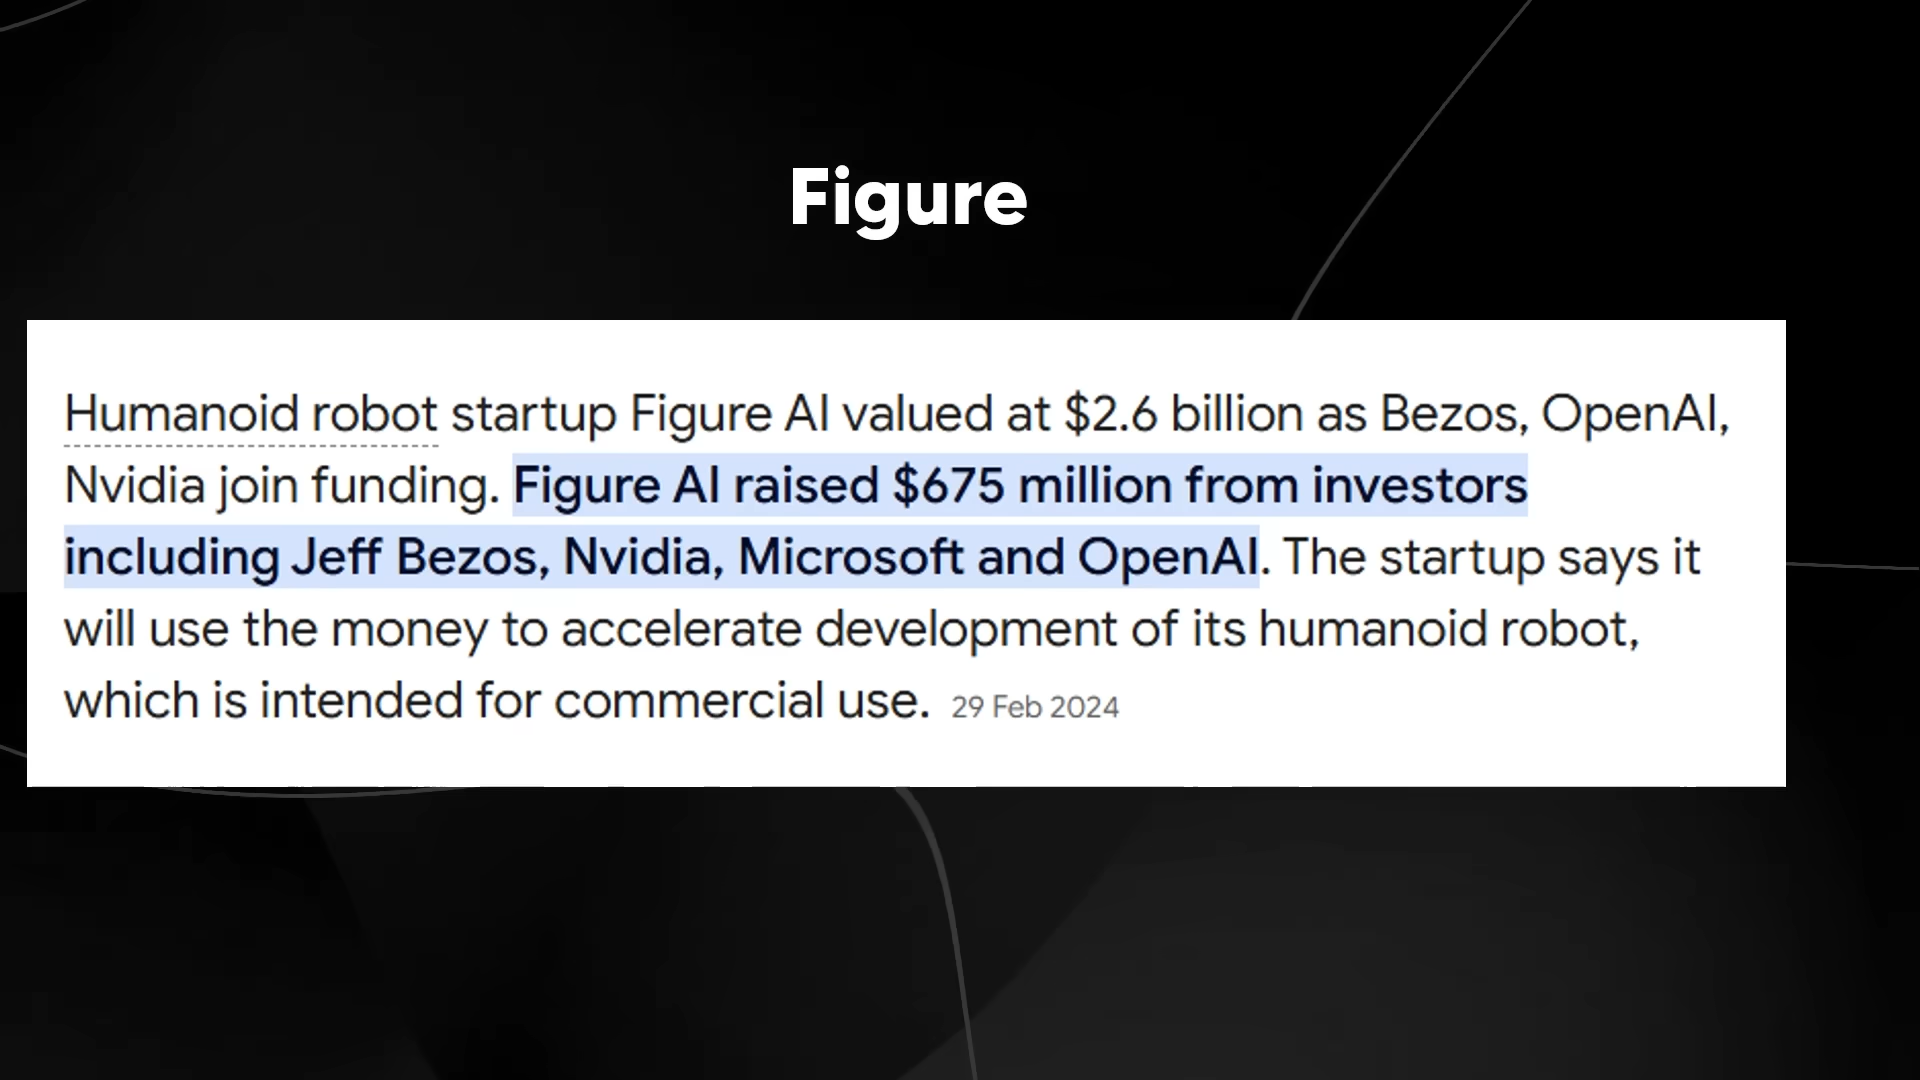 Figure
Humanoid robot startup Figure AI valued at $2.6 billion as Bezos, OpenAI,
Nvidia join funding. Figure AI raised $675 million from investors
including Jeff Bezos, Nvidia, Microsoft and OpenAI. The startup says it
will use the money to accelerate development of its humanoid robot,
which is intended for commercial use. 29 Feb 2024